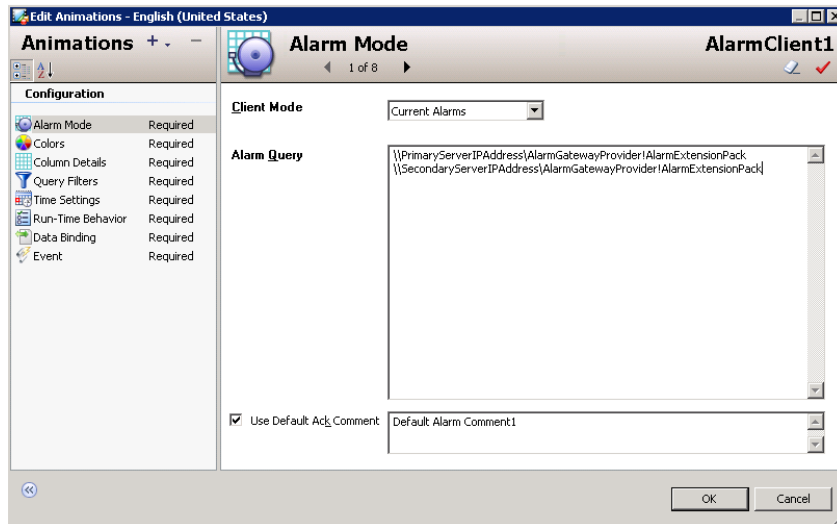 Edit Animations - English (United States)
Animations + -
Configuration
Alarm Mode Required
Colors Required
Column Details Required
Query Filters Required
Time Settings Required
Run-Time Behavior Required
Data Binding Required
Event Required
Alarm Mode
1 of 8
AlarmClient1
Client Mode
Current Alarms
Alarm Query
\\PrimaryServerIPAddress\AlarmGatewayProvider!AlarmExtensionPack
\\SecondaryServerIPAddress\AlarmGatewayProvider!AlarmExtensionPack
Use Default Ack Comment
Default Alarm Comment1
OK
Cancel